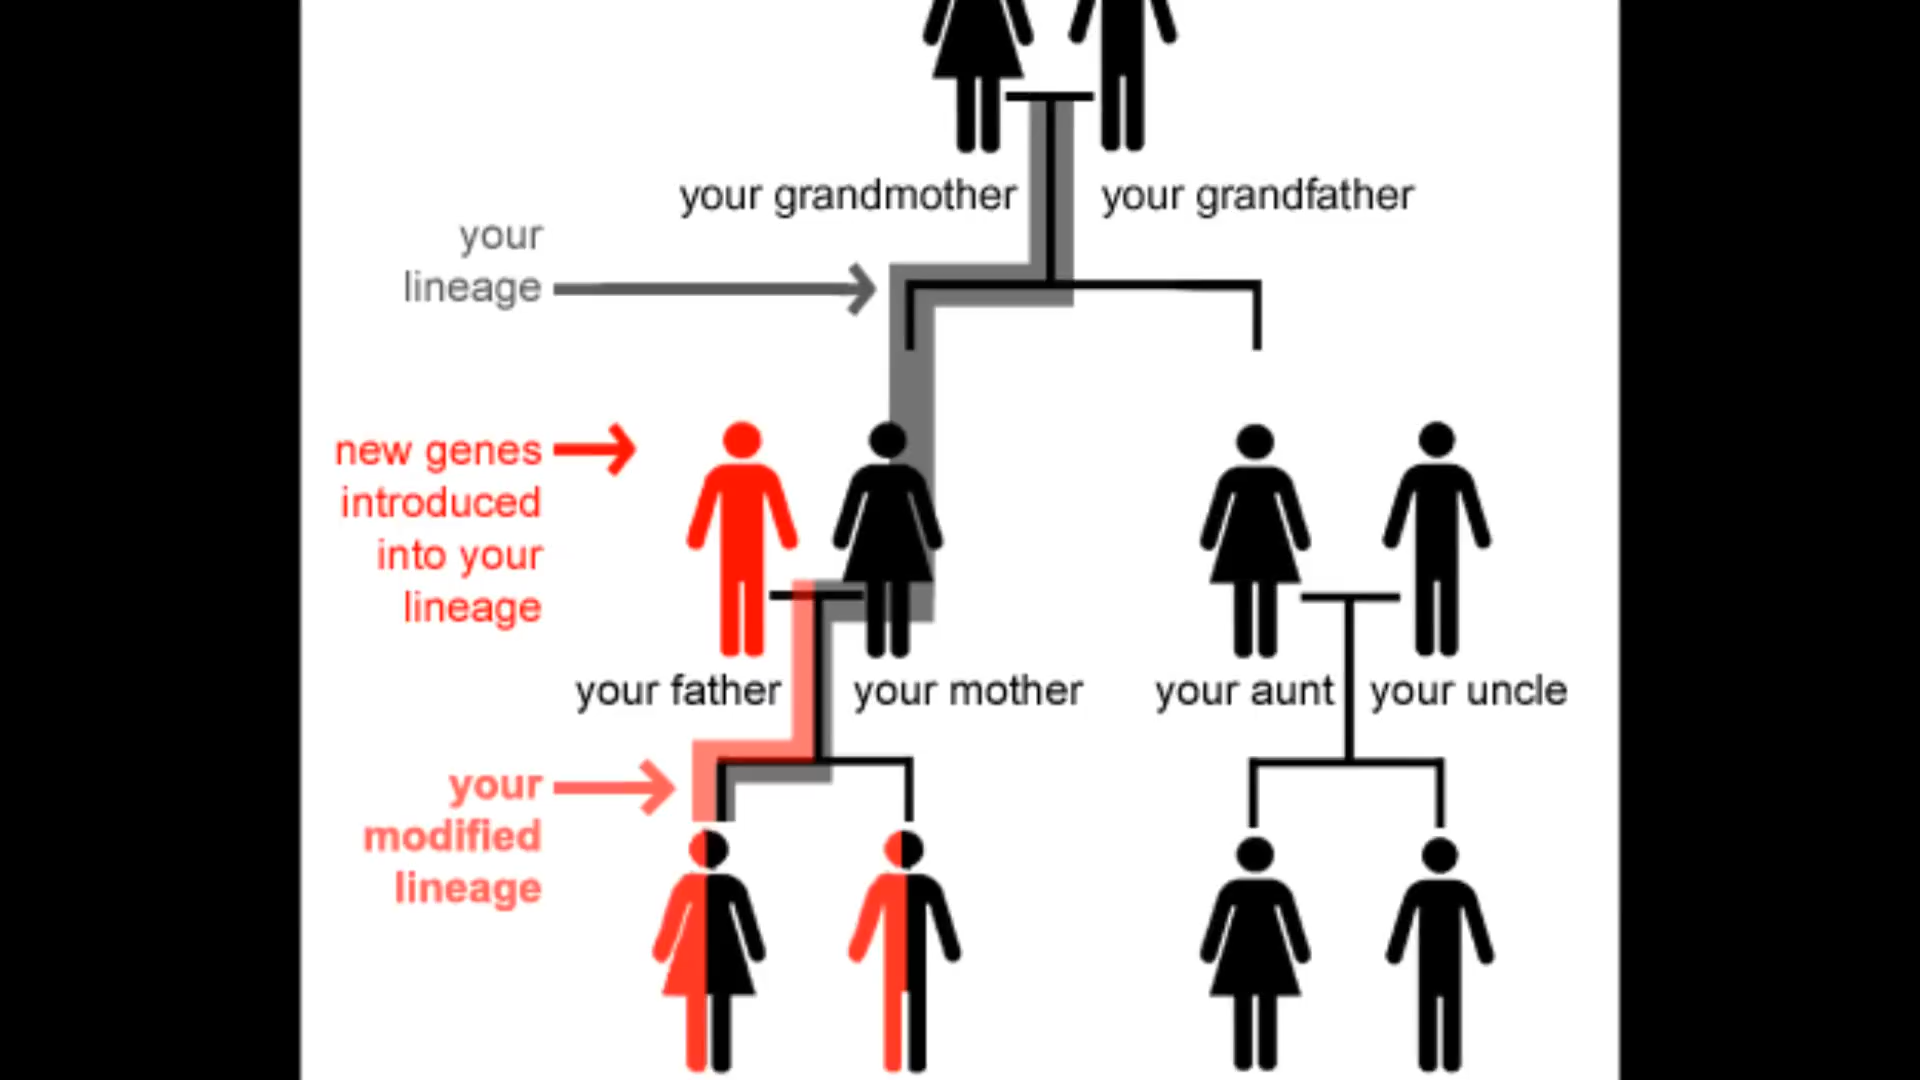 your grandmother
your grandfather
your
lineage
new genes
introduced
into your
lineage
your father
your mother
your aunt
your uncle
your
modified
lineage